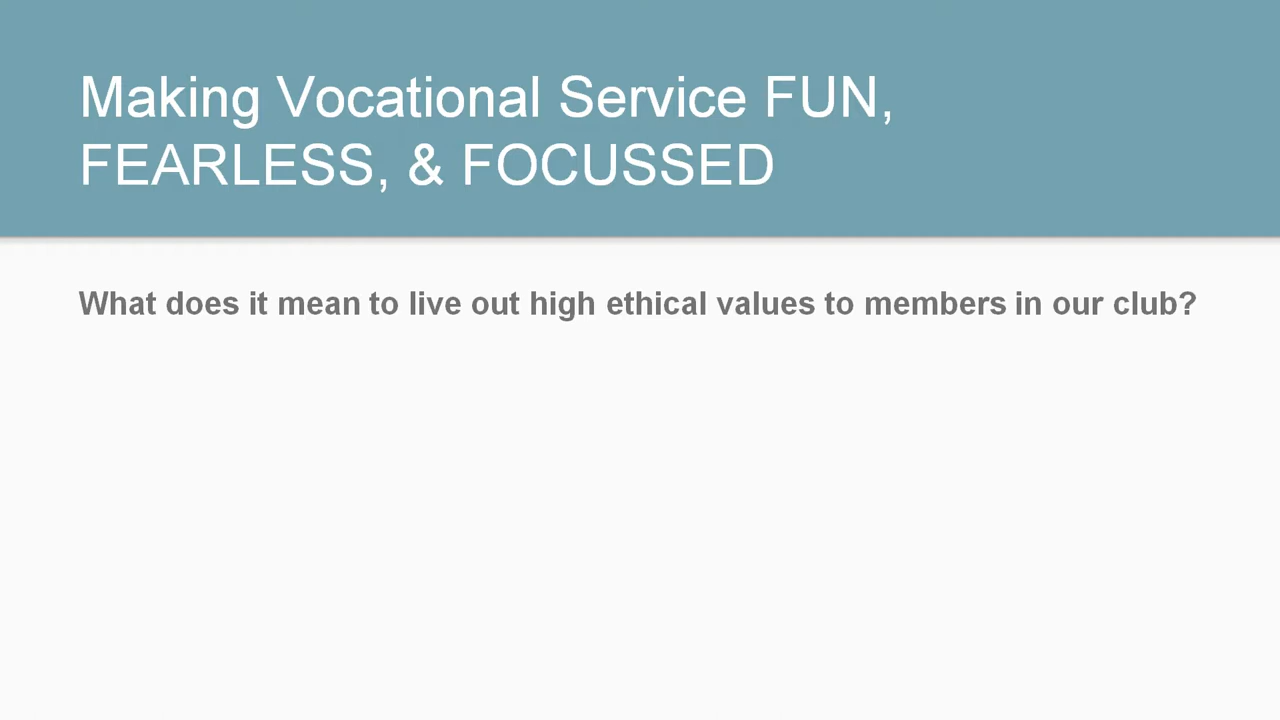 Making Vocational Service FUN,
FEARLESS, & FOCUSSED
What does it mean to live out high ethical values to members in our club?